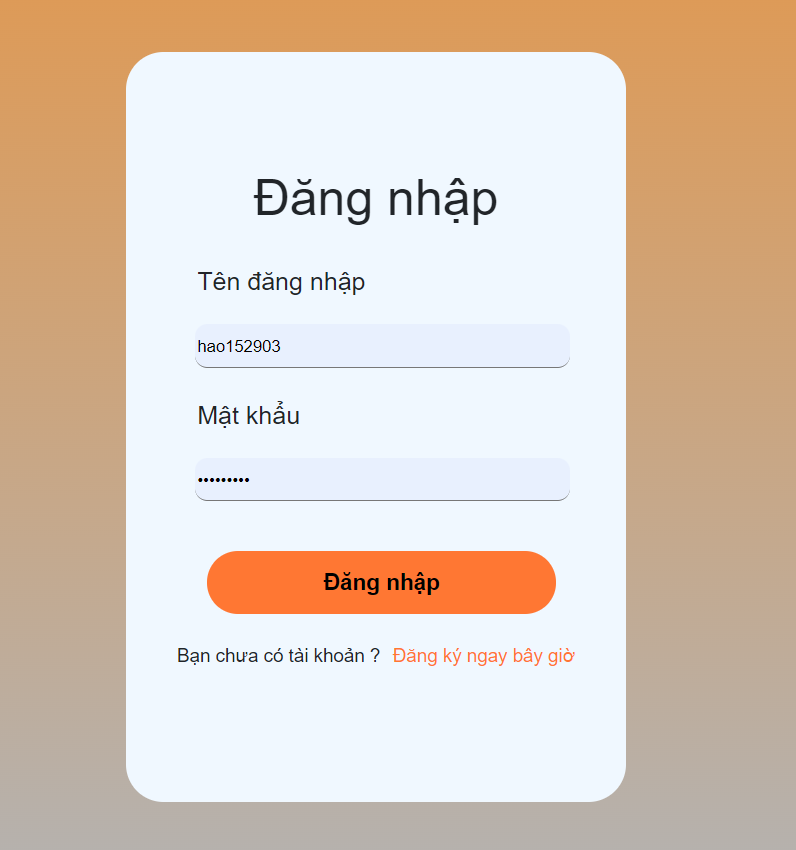 Đăng nhập
Tên đăng nhập
hao152903
Mật khẩu
•••••••••
Đăng nhập
Bạn chưa có tài khoản ? Đăng ký ngay bây giờ